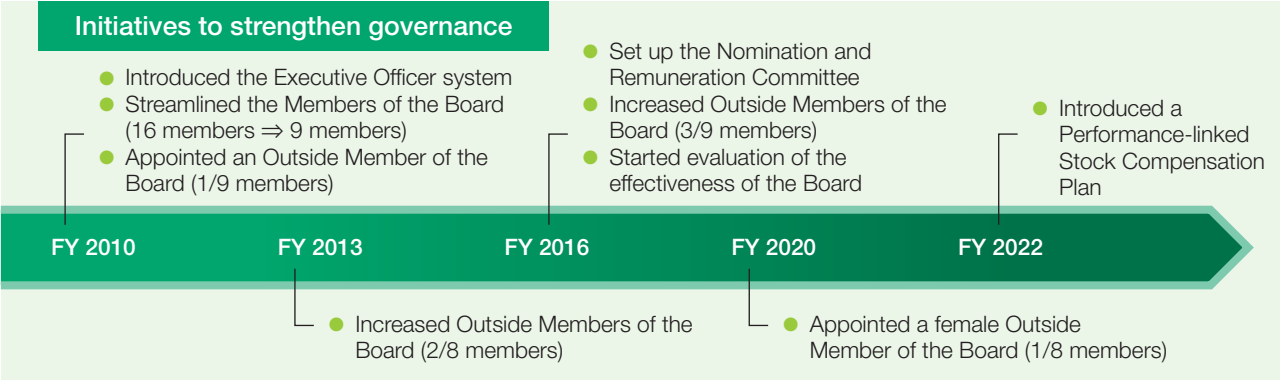 Initiatives to strengthen governance
● Introduced the Executive Officer system
● Streamlined the Members of the Board
(16 members ⇒ 9 members)
● Appointed an Outside Member of the
Board (1/9 members)
● Set up the Nomination and
Remuneration Committee
● Increased Outside Members of the
Board (3/9 members)
● Started evaluation of the
effectiveness of the Board
● Introduced a
Performance-linked
Stock Compensation
Plan
FY 2010
FY 2013
FY 2016
FY 2020
FY 2022
● Increased Outside Members of the
Board (2/8 members)
● Appointed a female Outside
Member of the Board (1/8 members)